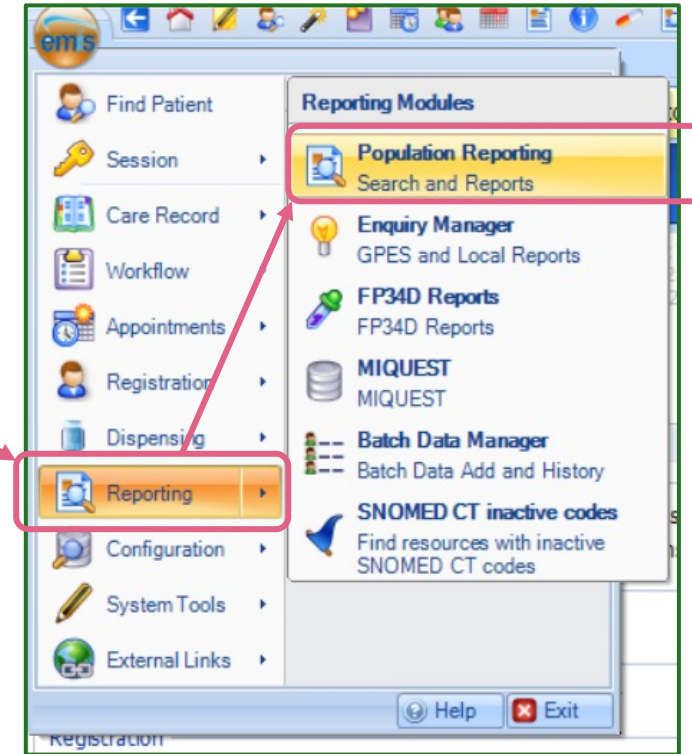 emis
Find Patient
Session
Care Record
Workflow
Appointments
Registration
Dispensing
Reporting
Configuration
System Tools
External Links
Reporting Modules
Population Reporting
Search and Reports
Enquiry Manager
GPES and Local Reports
FP34D Reports
FP34D Reports
MIQUEST
MIQUEST
Batch Data Manager
Batch Data Add and History
SNOMED CT inactive codes
Find resources with inactive
SNOMED CT codes
Help
Exit
Registration